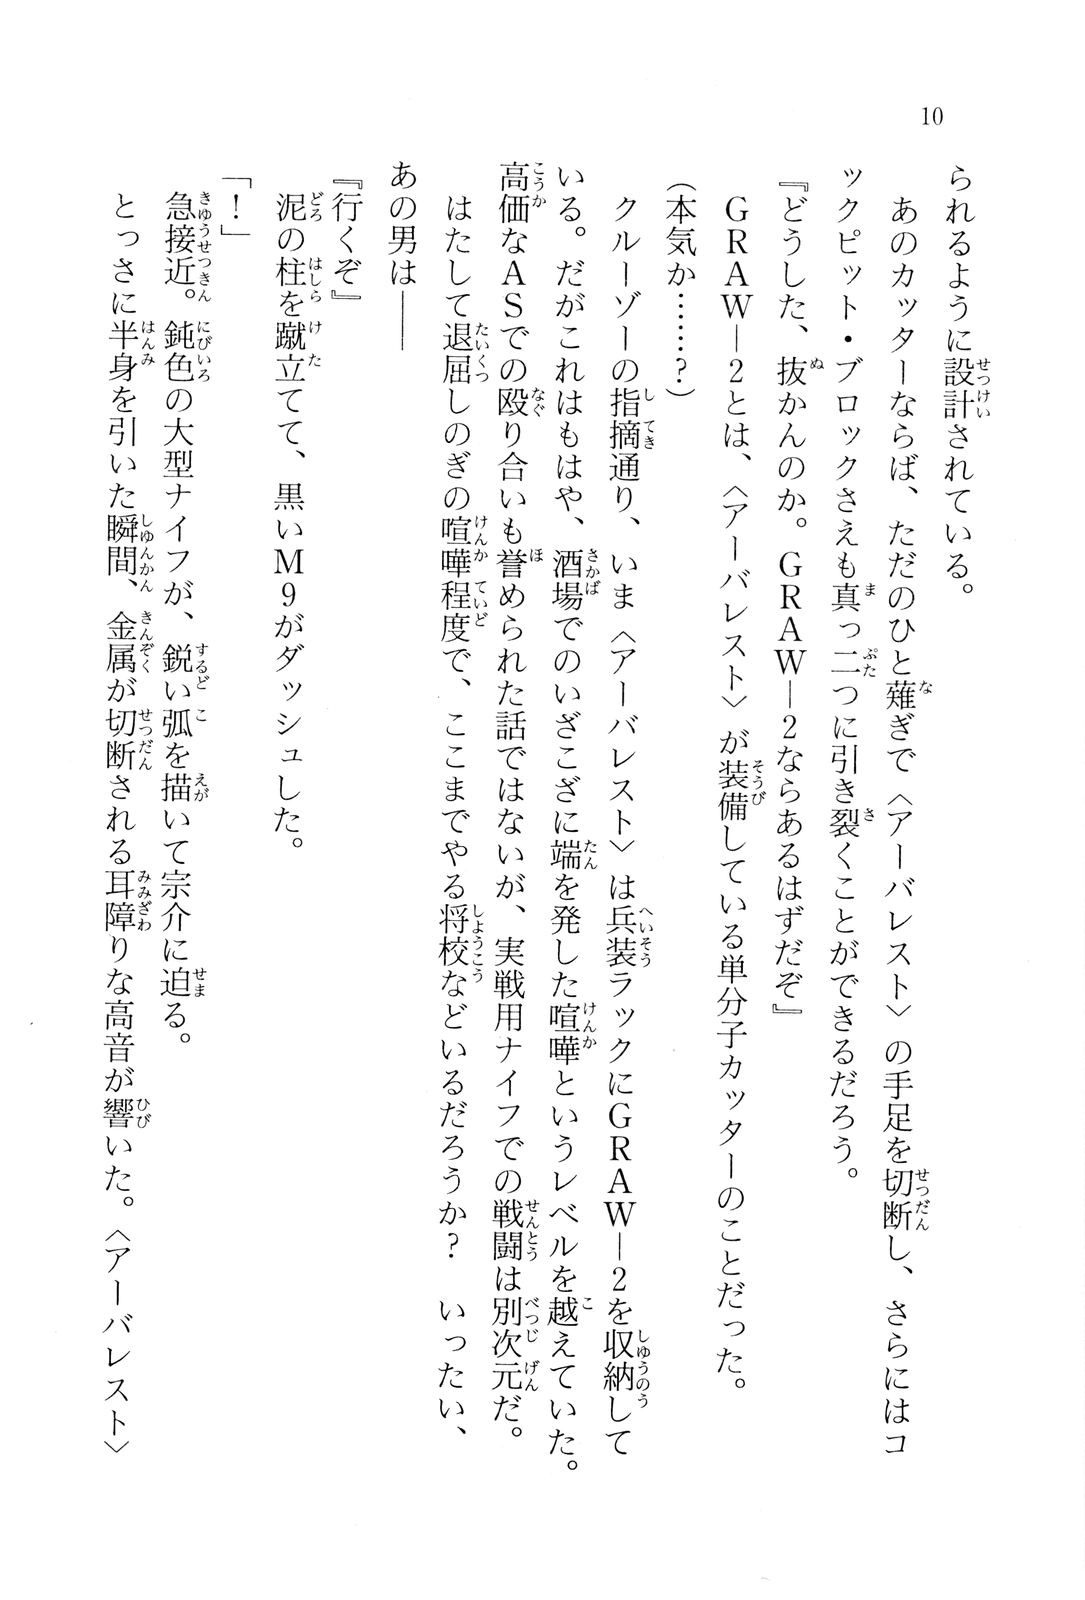 10
られるように設計されている。
あのカッターならば、ただのひと薙ぎで〈アーバレスト〉の手足を切断し、さらにはコ
ックピット・ブロックさえも真っ二つに引き裂くことができるだろう。
『どうした、抜かんのか。ＧＲＡＷ―２ならあるはずだぞ』
ＧＲＡＷ―２とは、〈アーバレスト〉が装備している単分子カッターのことだった。
（本気か……？）
クルーゾーの指摘通り、いま〈アーバレスト〉は兵装ラックにＧＲＡＷ―２を収納して
いる。だがこれはもはや、酒場でのいざこざに端を発した喧嘩というレベルを越えていた。
高価なＡＳでの殴り合いも誉められた話ではないが、実戦用ナイフでの戦闘は別次元だ。
はたして退屈しのぎの喧嘩程度で、ここまでやる将校などいるだろうか？　いったい、
あの男は――
『行くぞ』
泥の柱を蹴立てて、黒いＭ９がダッシュした。
「！」
急接近。鈍色の大型ナイフが、鋭い弧を描いて宗介に迫る。
とっさに半身を引いた瞬間、金属が切断される耳障りな高音が響いた。〈アーバレスト〉